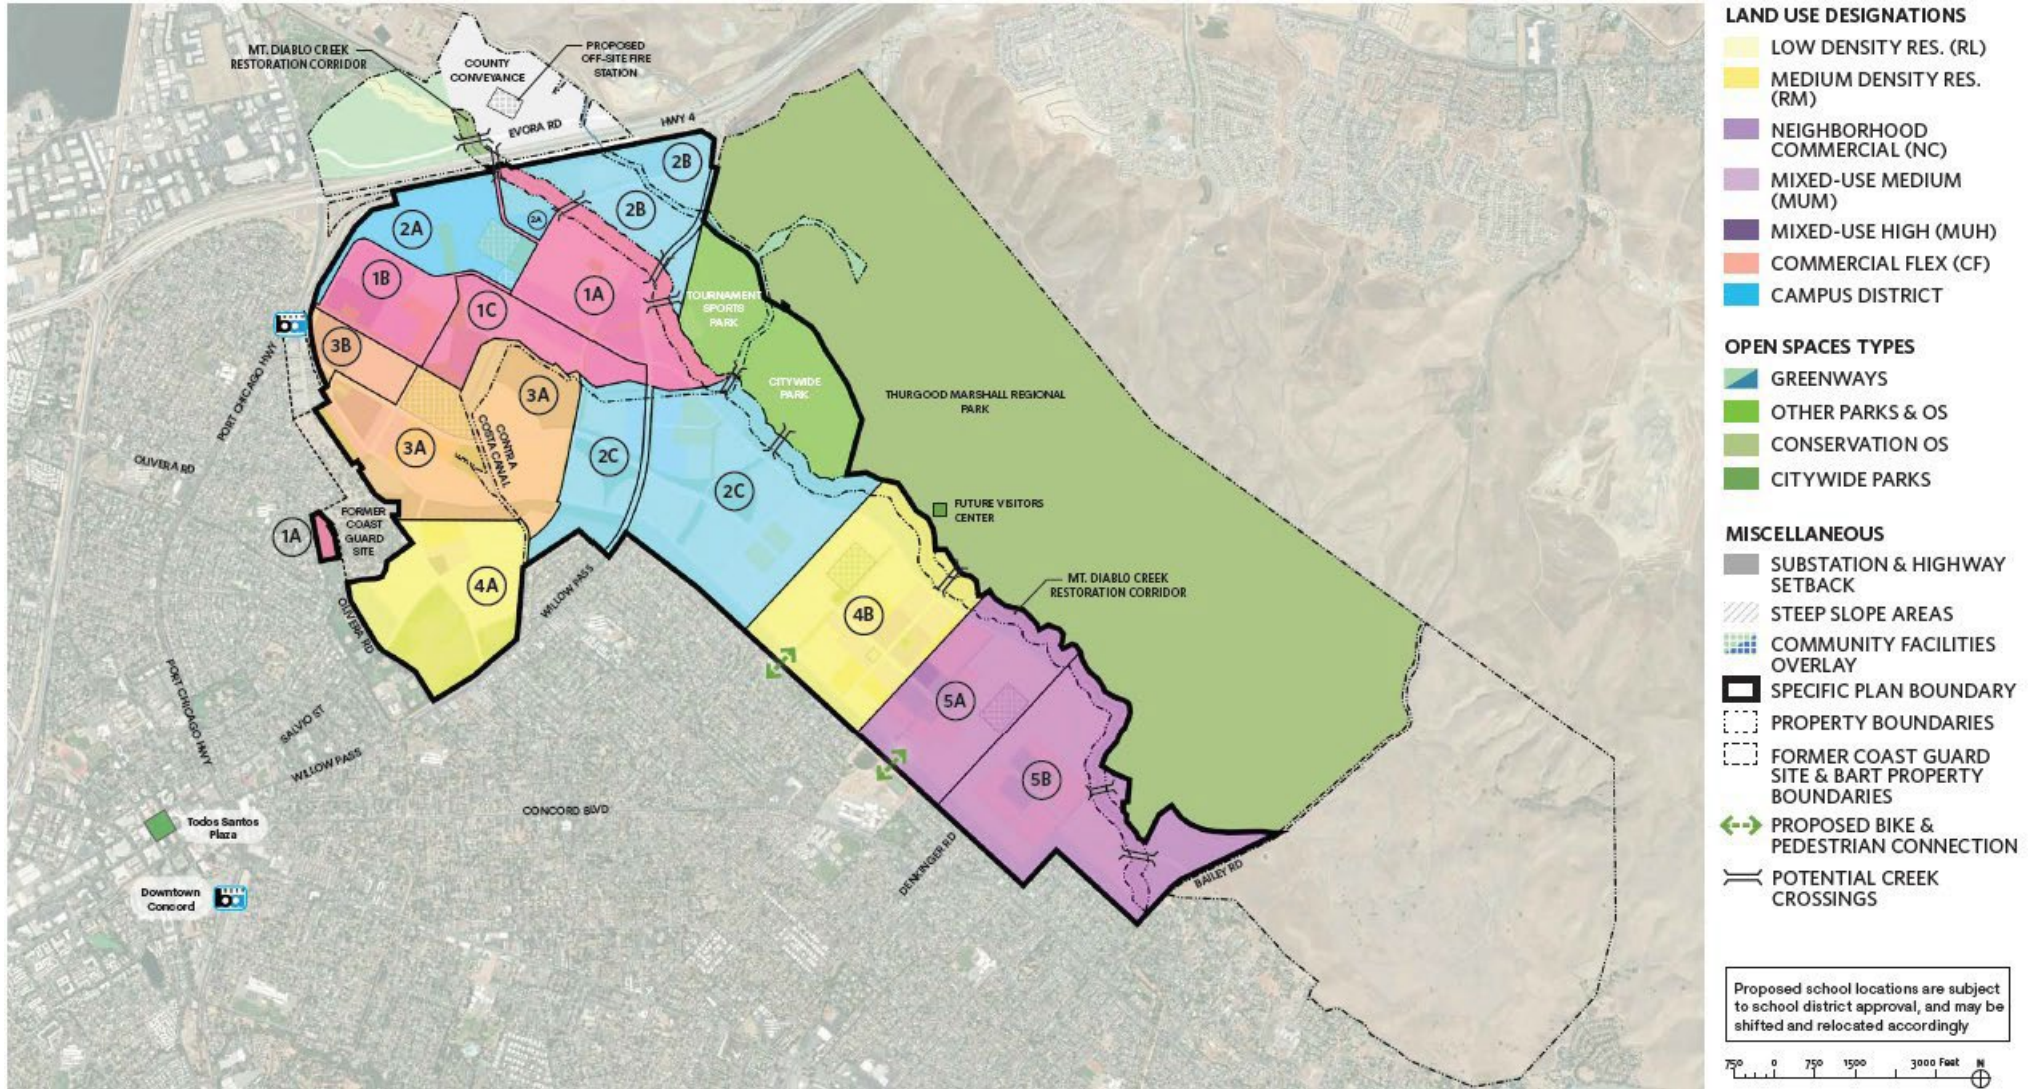 MT. DIABLO CREEK
RESTORATION CORRIDOR
COUNTY
CONVEYANCE
PROPOSED
OFF-SITE FIRE
STATION
EVORA RD
HWY 4
2B
2B
2A
2A
1B
1C
1A
TOURNAMENT
SPORTS
PARK
3B
PORT CHICAGO HWY
3A
CITYWIDE
PARK
THURGOOD MARSHALL REGIONAL
PARK
CONTRA
COSTA CANAL
3A
2C
2C
OLIVERA RD
FUTURE VISITORS
CENTER
1A
FORMER
COAST
GUARD
SITE
4A
WILLOW PASS
OLIVERA RD
MT. DIABLO CREEK
RESTORATION CORRIDOR
4B
PORT CHICAGO HWY
SALVIO ST
WILLOW PASS
5A
5B
CONCORD BLVD
Todos Santos
Plaza
DENKINGER RD
BAILEY RD
Downtown
Concord
LAND USE DESIGNATIONS
LOW DENSITY RES. (RL)
MEDIUM DENSITY RES.
(RM)
NEIGHBORHOOD
COMMERCIAL (NC)
MIXED-USE MEDIUM
(MUM)
MIXED-USE HIGH (MUH)
COMMERCIAL FLEX (CF)
CAMPUS DISTRICT
OPEN SPACES TYPES
GREENWAYS
OTHER PARKS & OS
CONSERVATION OS
CITYWIDE PARKS
MISCELLANEOUS
SUBSTATION & HIGHWAY
SETBACK
STEEP SLOPE AREAS
COMMUNITY FACILITIES
OVERLAY
SPECIFIC PLAN BOUNDARY
PROPERTY BOUNDARIES
FORMER COAST GUARD
SITE & BART PROPERTY
BOUNDARIES
PROPOSED BIKE &
PEDESTRIAN CONNECTION
POTENTIAL CREEK
CROSSINGS
Proposed school locations are subject
to school district approval, and may be
shifted and relocated accordingly
750 0 750 1500 3000 Feet N